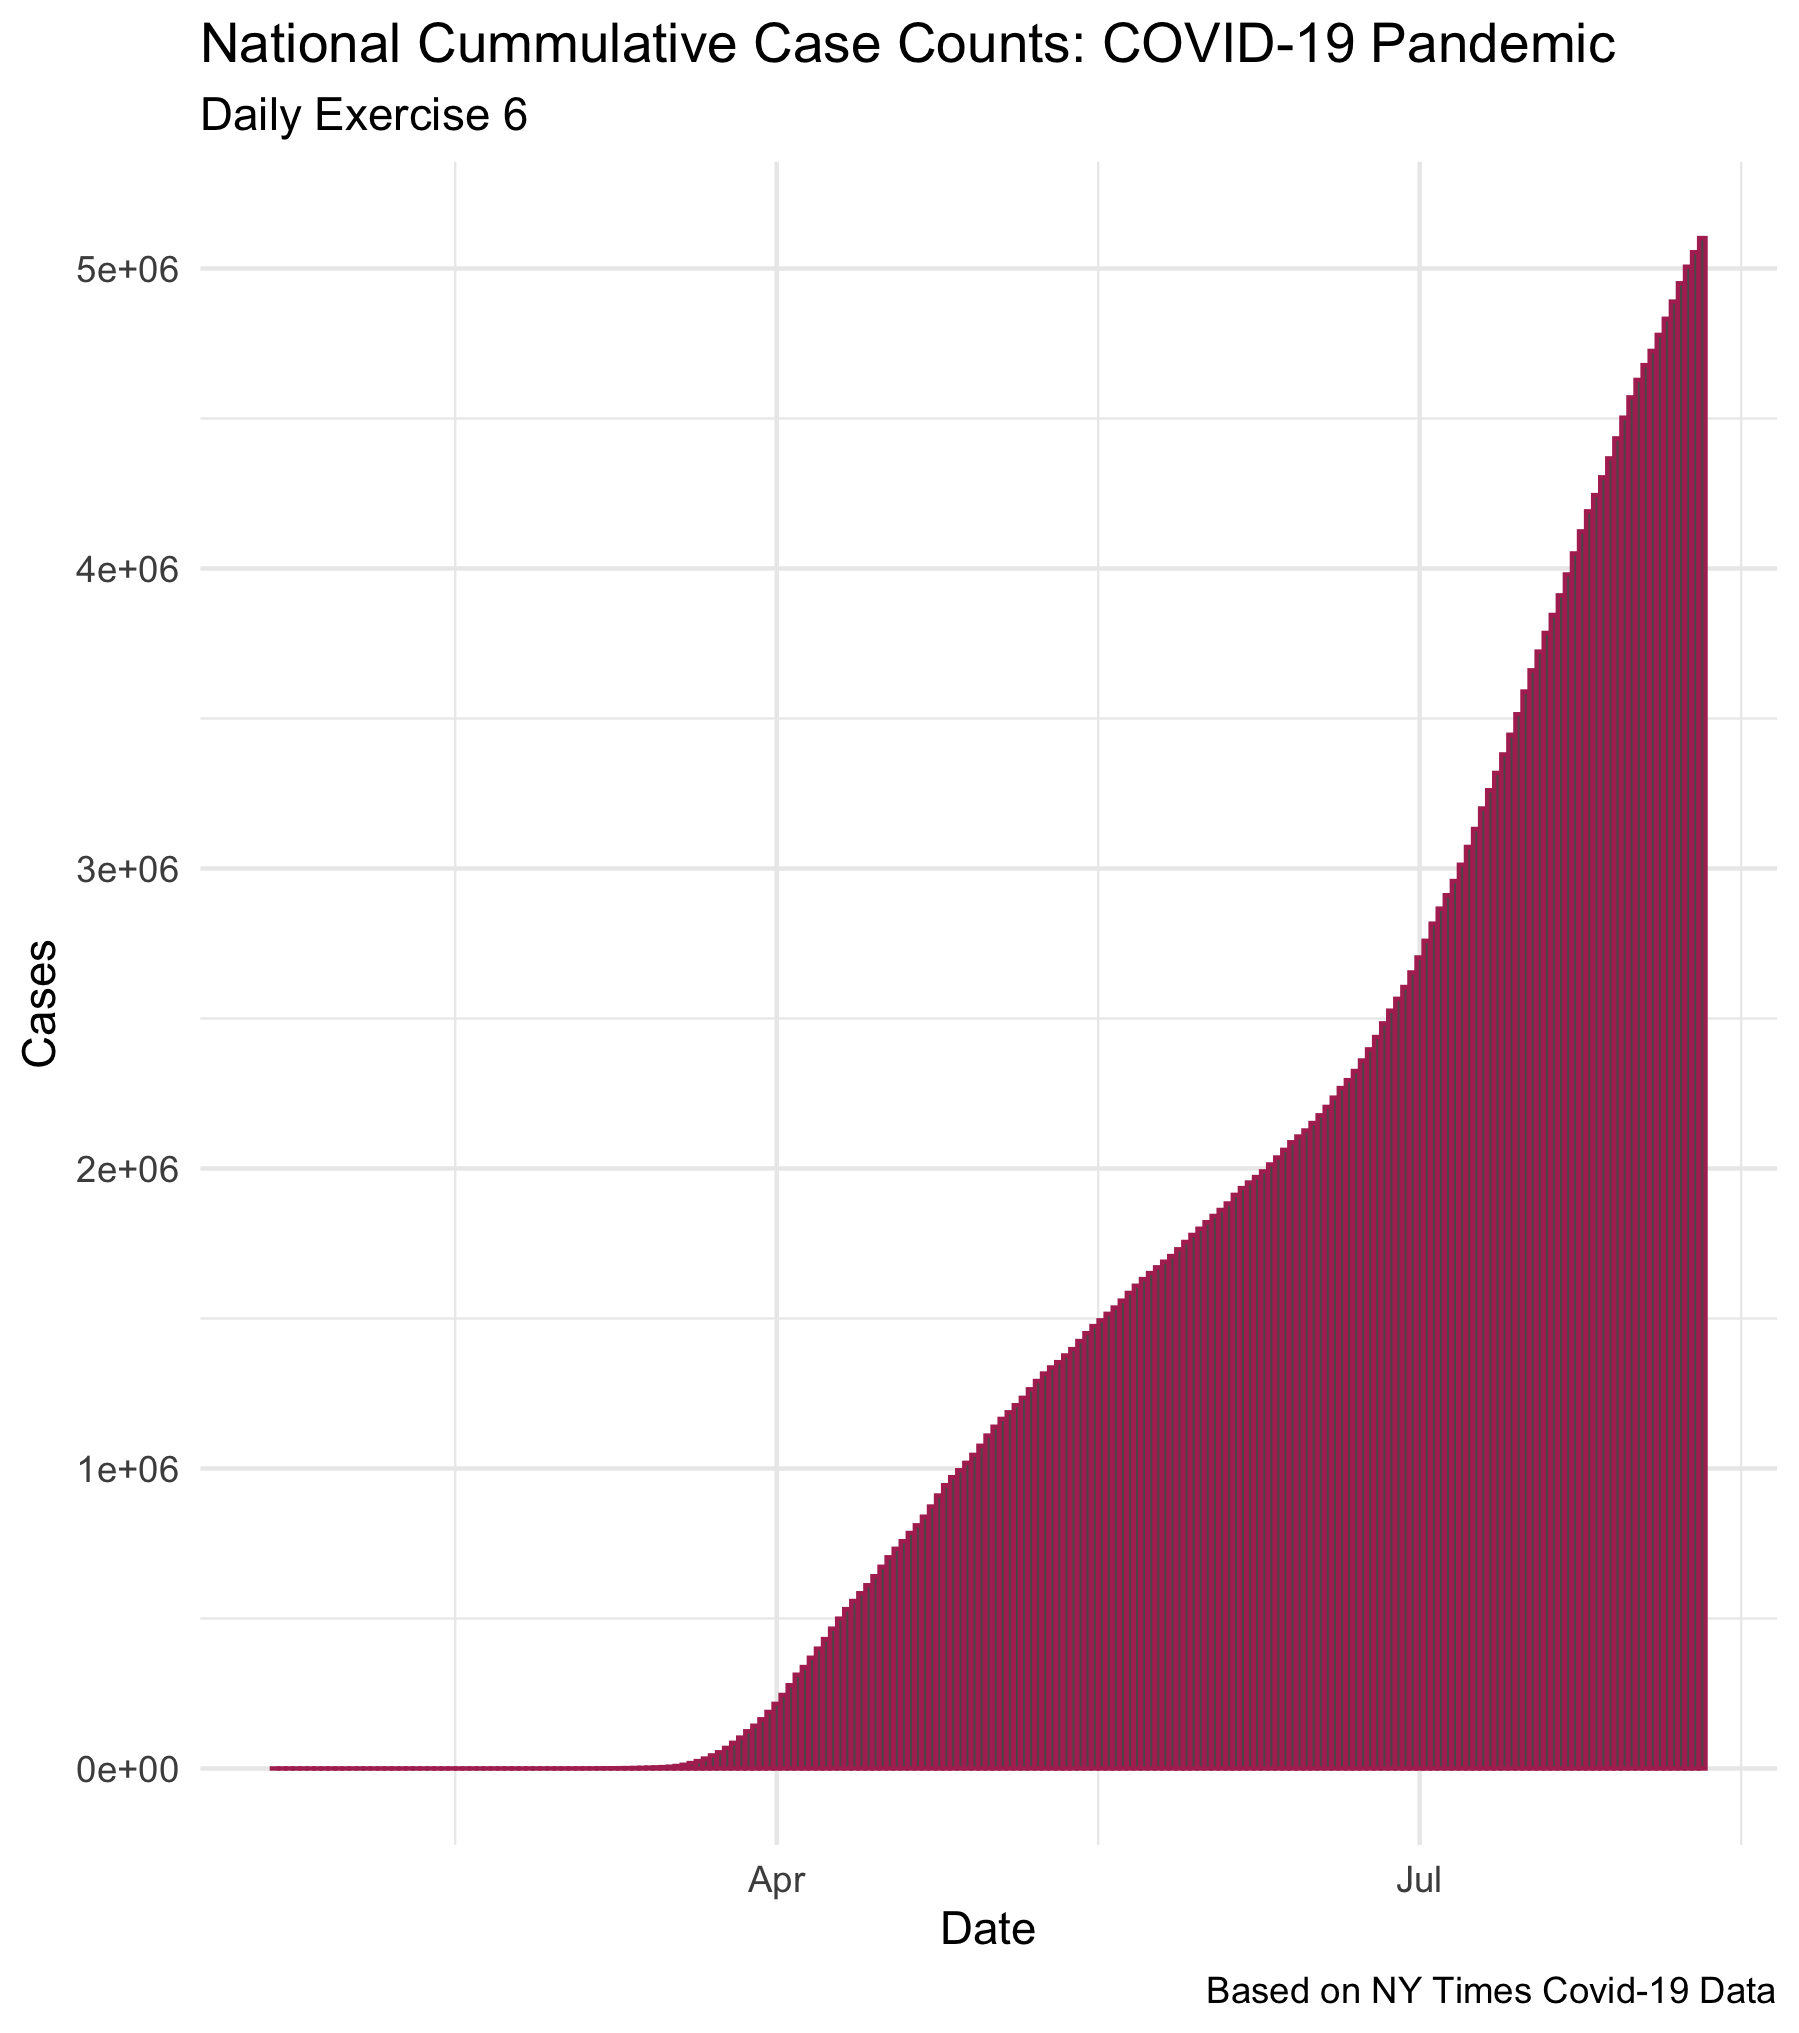 National Cummulative Case Counts: COVID-19 Pandemic
Daily Exercise 6
5e+06
4e+06
3e+06
2e+06
1e+06
0e+00
Cases
Apr Jul
Date
Based on NY Times Covid-19 Data